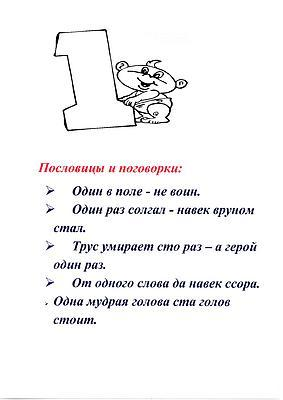 1
Пословицы и поговорки:
➢ Один в поле - не воин.
➢ Один раз солгал - навек вруном
стал.
➢ Трус умирает сто раз – а герой
один раз.
➢ От одного слова да навек ссора.
➢ Одна мудрая голова ста голов
стоит.